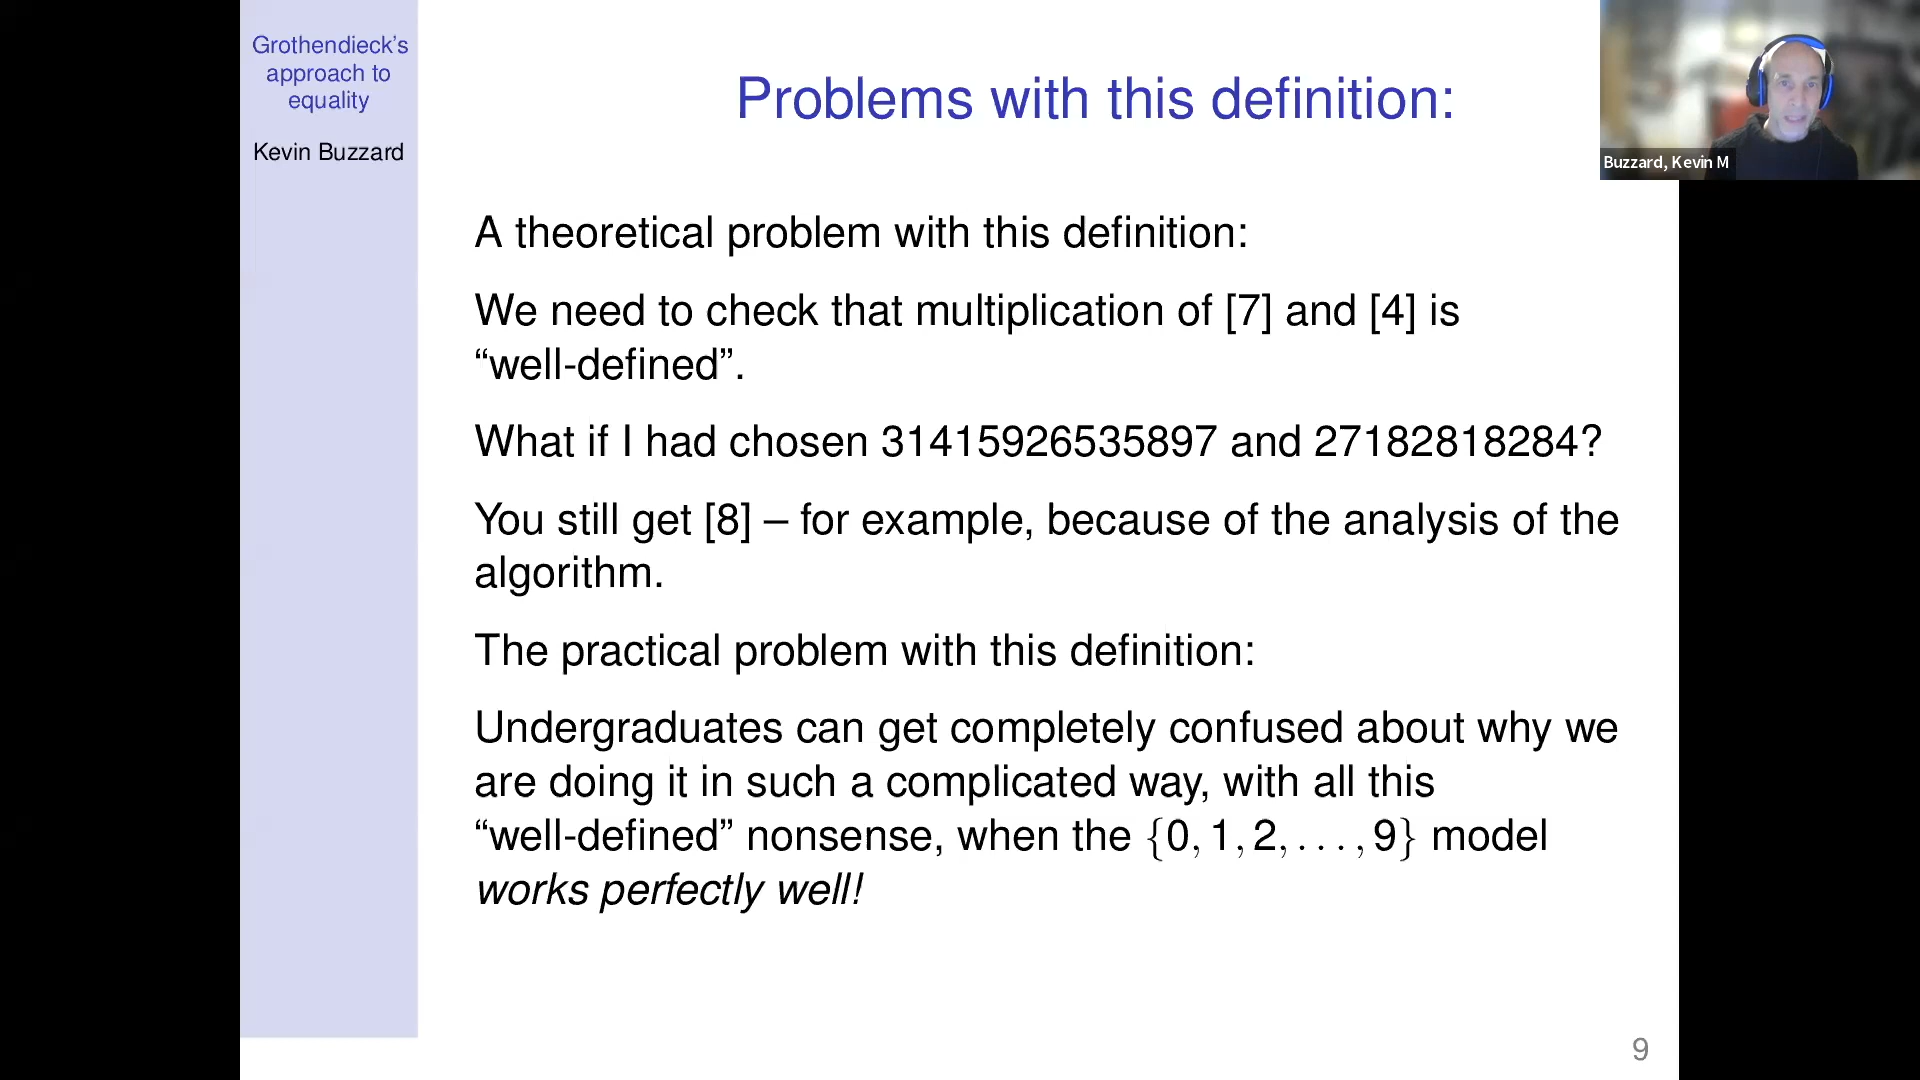 Grothendieck's
approach to
equality
Kevin Buzzard
Problems with this definition:
Buzzard, Kevin M
A theoretical problem with this definition:
We need to check that multiplication of [7] and [4] is
“well-defined”.
What if I had chosen 31415926535897 and 27182818284?
You still get [8] – for example, because of the analysis of the
algorithm.
The practical problem with this definition:
Undergraduates can get completely confused about why we
are doing it in such a complicated way, with all this
“well-defined” nonsense, when the {0, 1, 2, . . . , 9} model
works perfectly well!
9